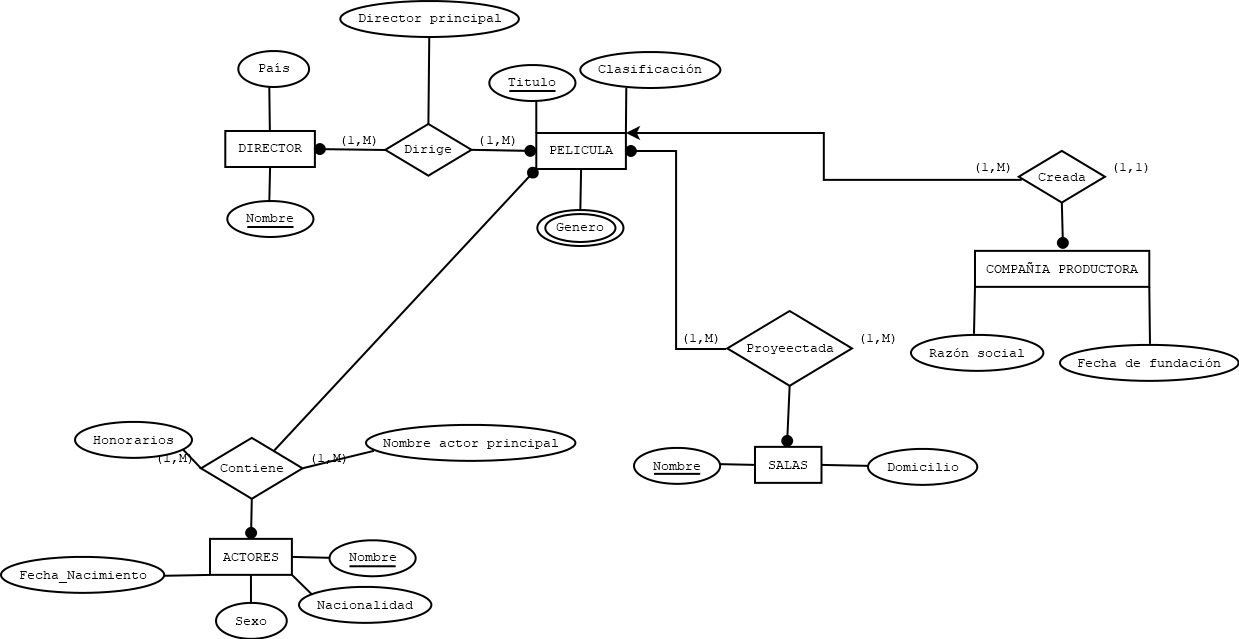 Director principal
País
Titulo
Clasificación
DIRECTOR
(1,M)
Dirige
(1,M)
PELICULA
(1,M)
Creada
(1,1)
Nombre
Genero
COMPAÑIA PRODUCTORA
(1,M)
Proyeectada
(1,M)
Razón social
Fecha de fundación
Honorarios
(1,M)
Contiene
(1,M)
Nombre actor principal
Nombre
SALAS
Domicilio
ACTORES
Nombre
Fecha_Nacimiento
Nacionalidad
Sexo